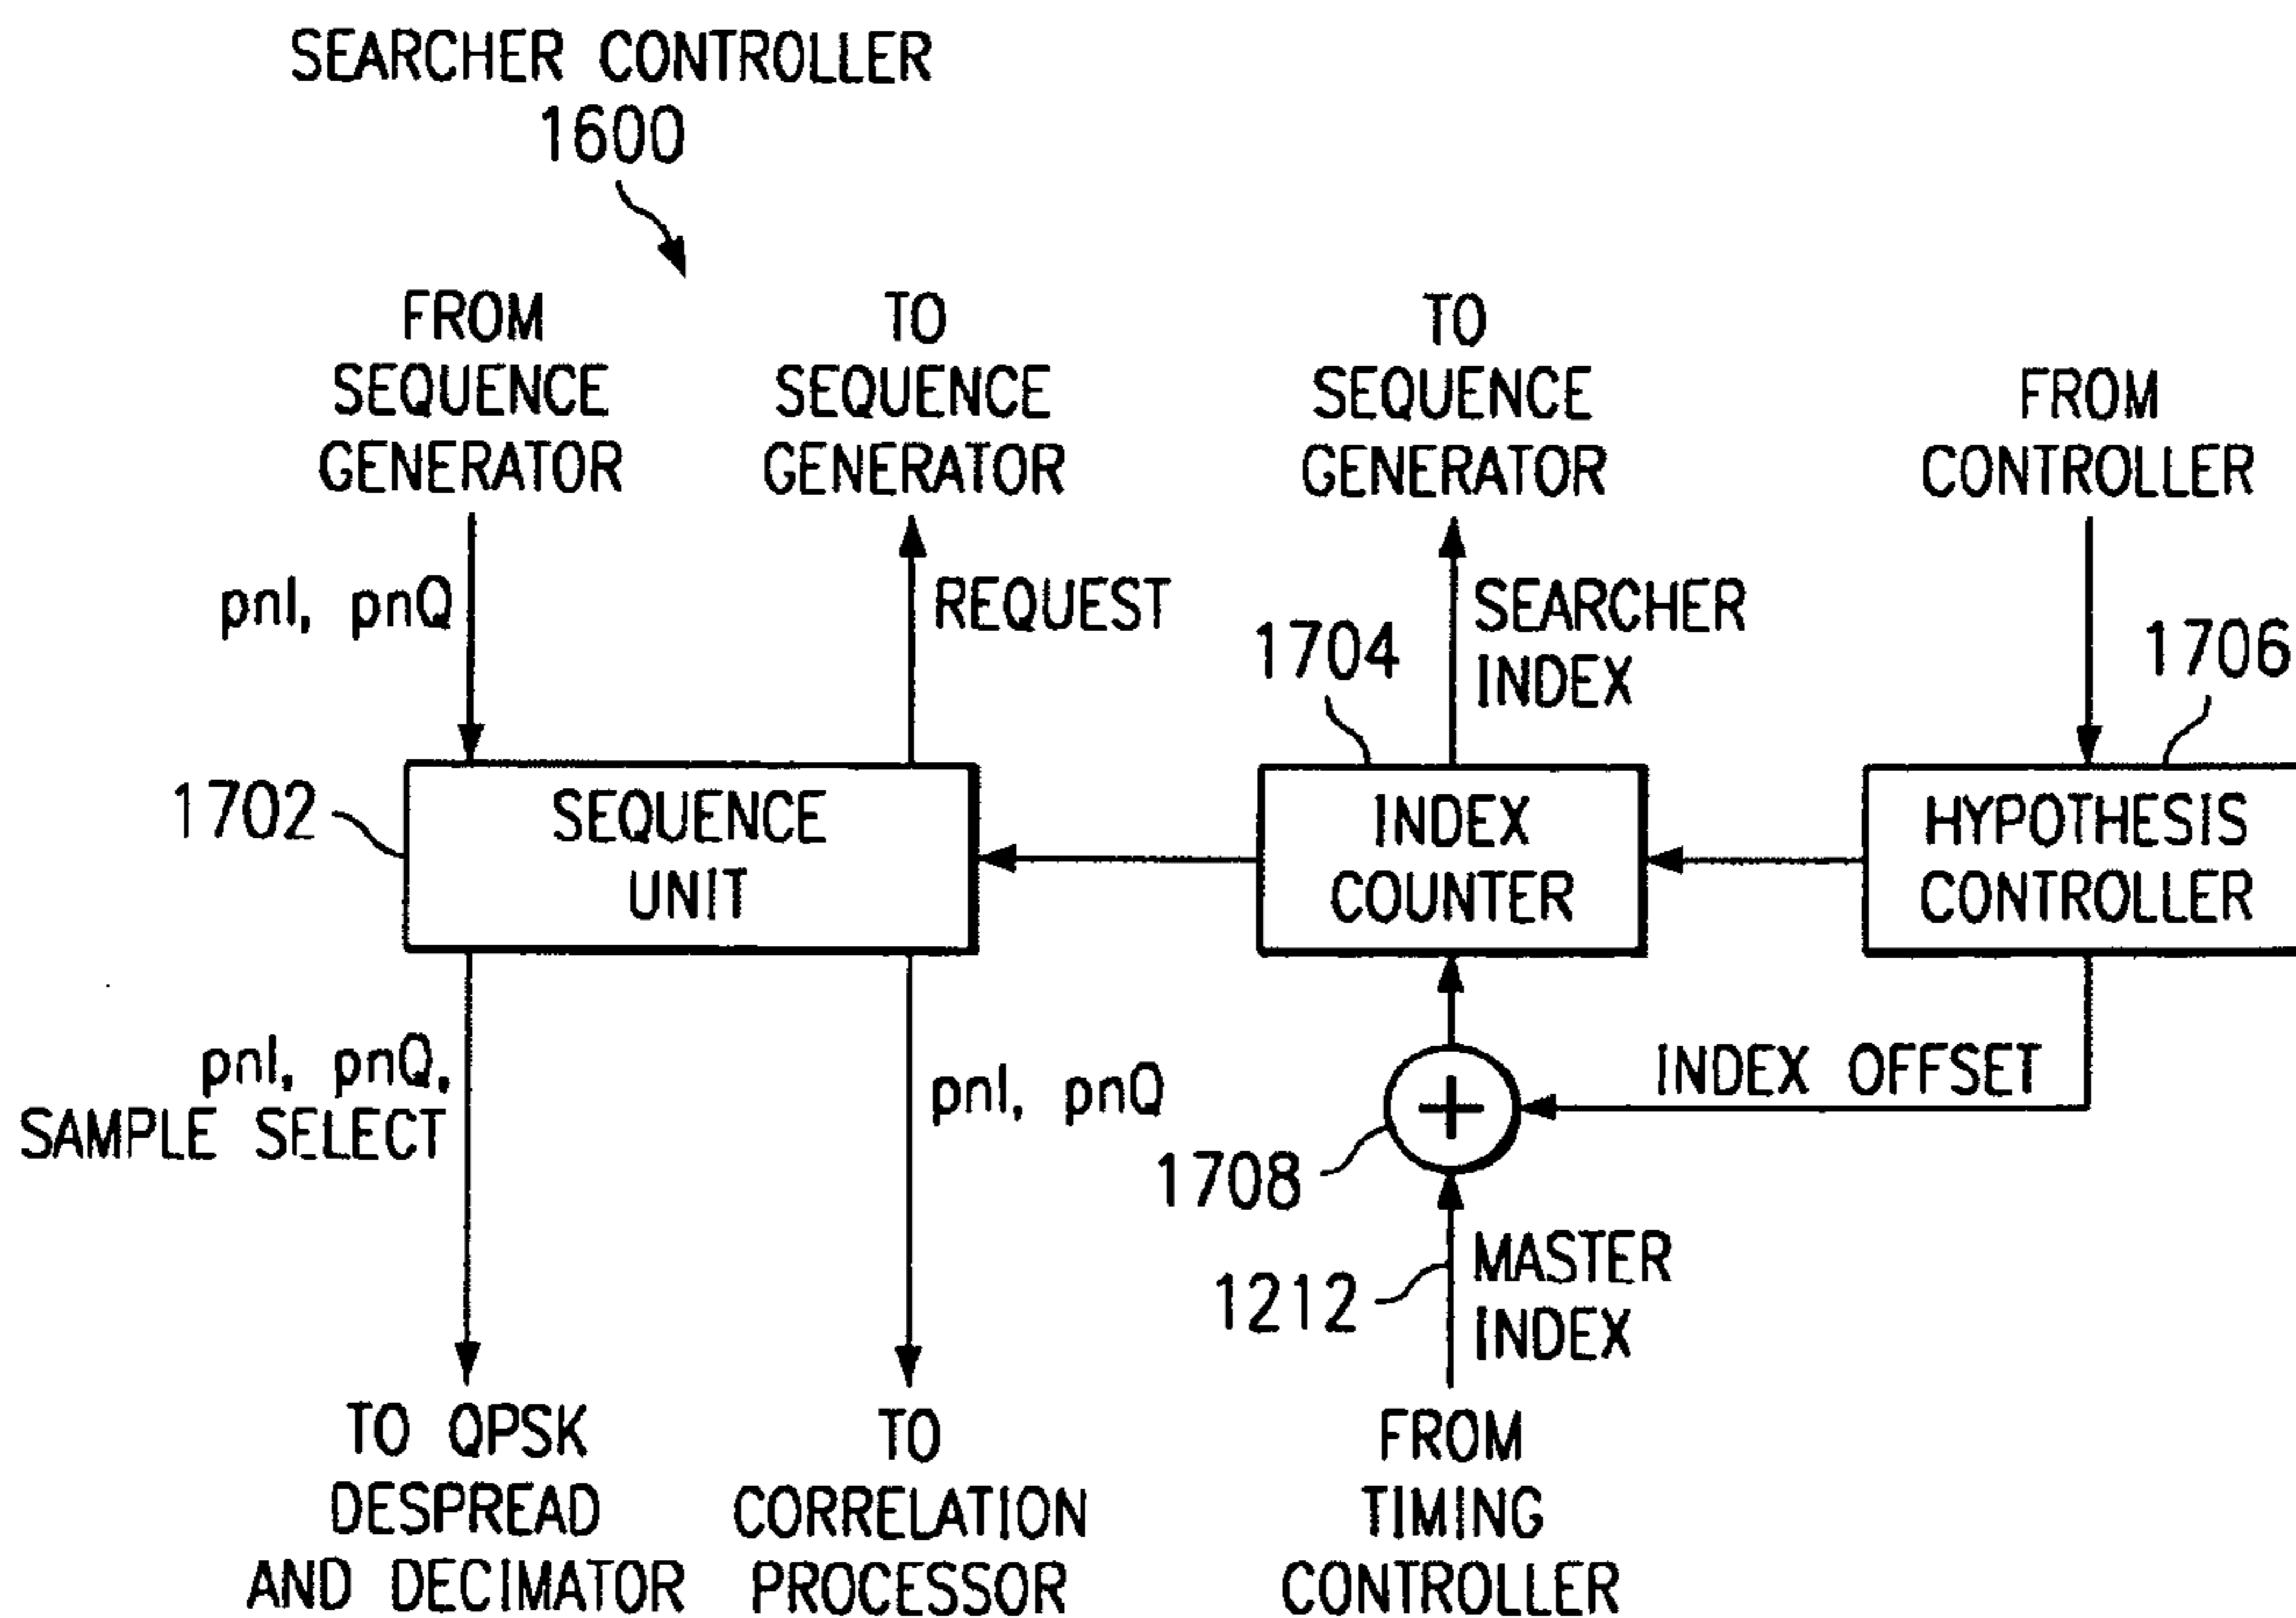 SEARCHER CONTROLLER
1600
FROM
SEQUENCE
GENERATOR
TO
SEQUENCE
GENERATOR
TO
SEQUENCE
GENERATOR
FROM
CONTROLLER
pnI, pnQ
REQUEST
SEARCHER
INDEX
1704
1706
1702
SEQUENCE
UNIT
INDEX
COUNTER
HYPOTHESIS
CONTROLLER
pnI, pnQ,
SAMPLE SELECT
pnI, pnQ
INDEX OFFSET
+
1708
1212
MASTER
INDEX
TO QPSK
DESPREAD
AND DECIMATOR
TO
CORRELATION
PROCESSOR
FROM
TIMING
CONTROLLER